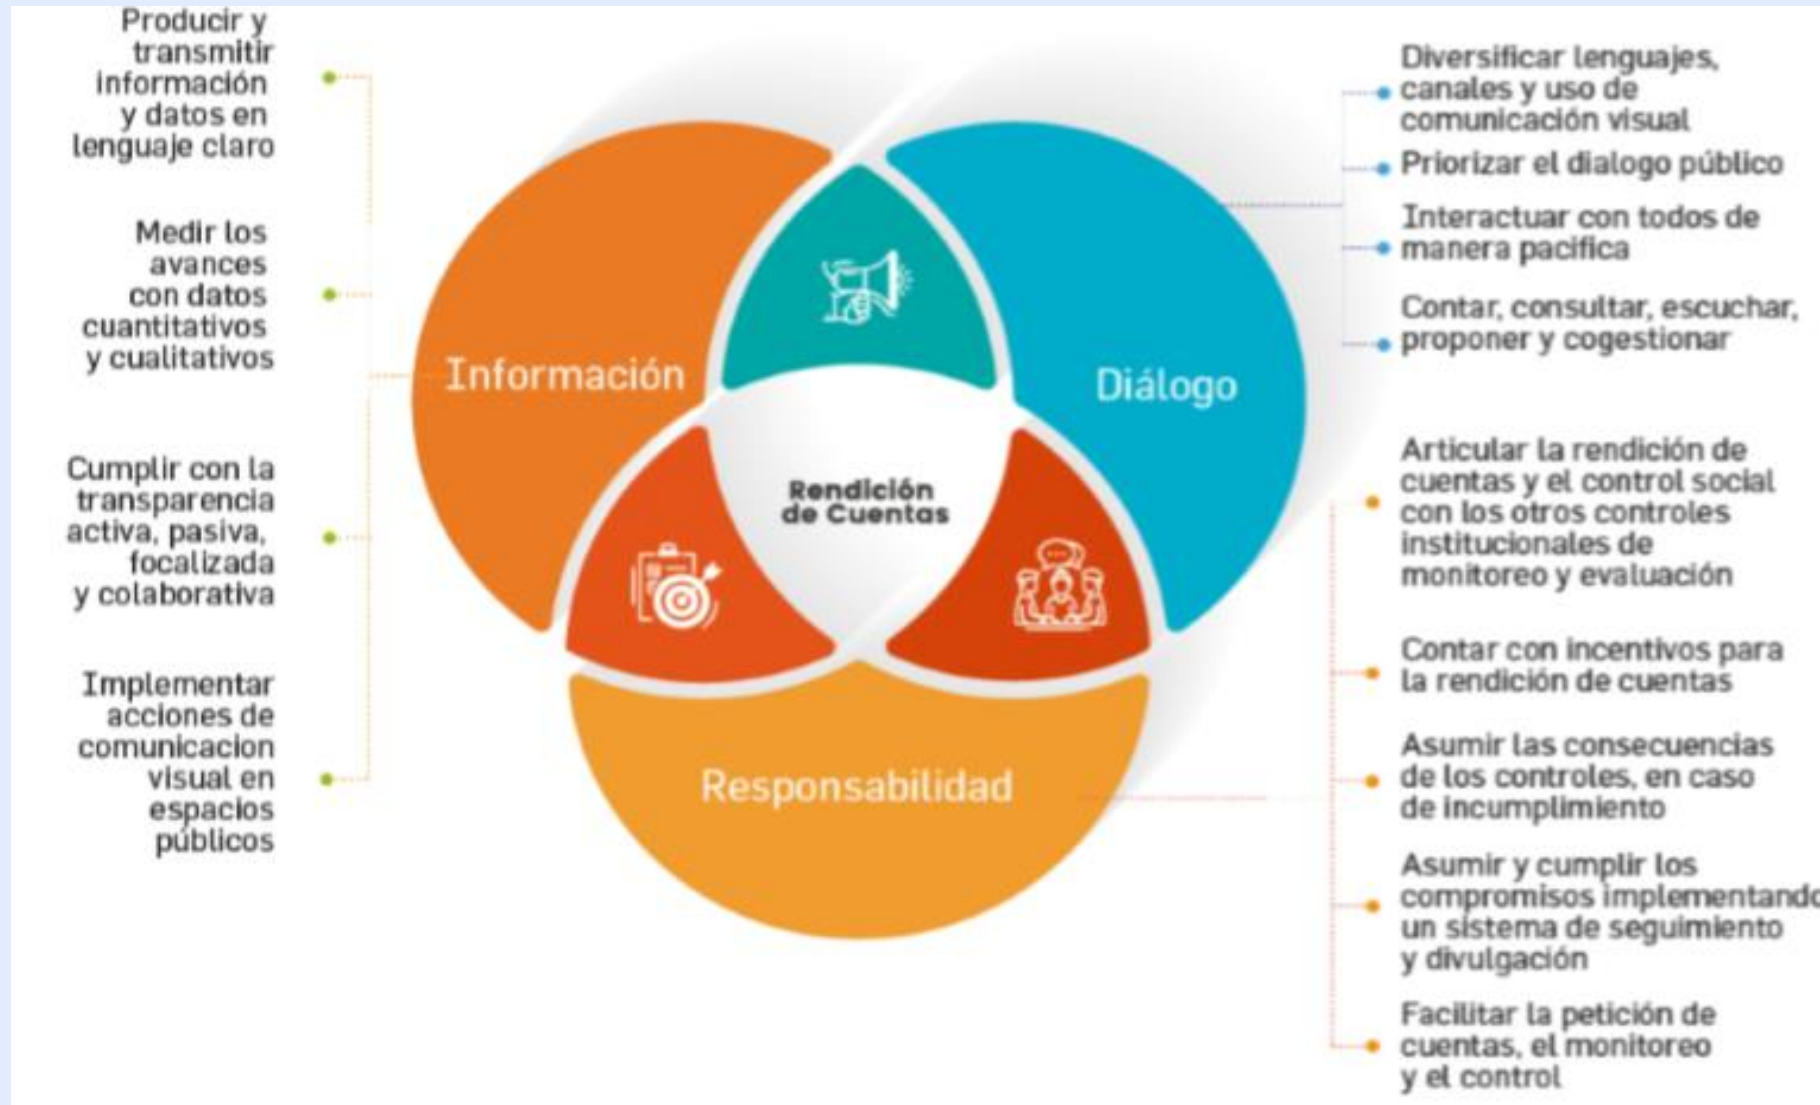 Producir y
transmitir
información
y datos en
lenguaje claro
Medir los
avances
con datos
cuantitativos
y cualitativos
Cumplir con la
transparencia
activa, pasiva,
focalizada
y colaborativa
Implementar
acciones de
comunicacion
visual en
espacios
públicos
Información
Diálogo
Rendición
de Cuentas
Responsabilidad
Diversificar lenguajes,
canales y uso de
comunicación visual
Priorizar el dialogo público
Interactuar con todos de
manera pacifica
Contar, consultar, escuchar,
proponer y cogestionar
Articular la rendición de
cuentas y el control social
con los otros controles
institucionales de
monitoreo y evaluación
Contar con incentivos para
la rendición de cuentas
Asumir las consecuencias
de los controles, en caso
de incumplimiento
Asumir y cumplir los
compromisos implementando
un sistema de seguimiento
y divulgación
Facilitar la petición de
cuentas, el monitoreo
y el control